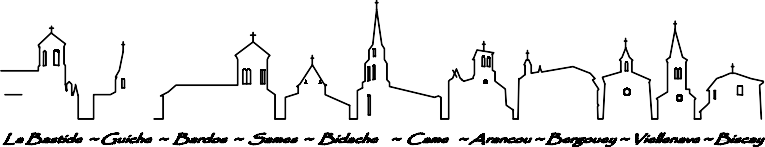 La Bastide ~ Guiche ~ Bardos ~ Sames ~ Bidache ~ Came ~ Arancou ~ Bergouey ~ Viellenave ~ Biscay